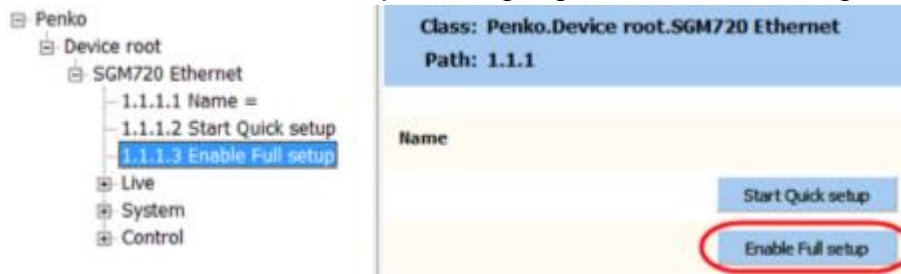 Penko
Device root
SGM720 Ethernet
1.1.1.1 Name =
1.1.1.2 Start Quick setup
1.1.1.3 Enable Full setup
Live
System
Control
Class: Penko.Device root.SGM720 Ethernet
Path: 1.1.1
Name
Start Quick setup
Enable Full setup